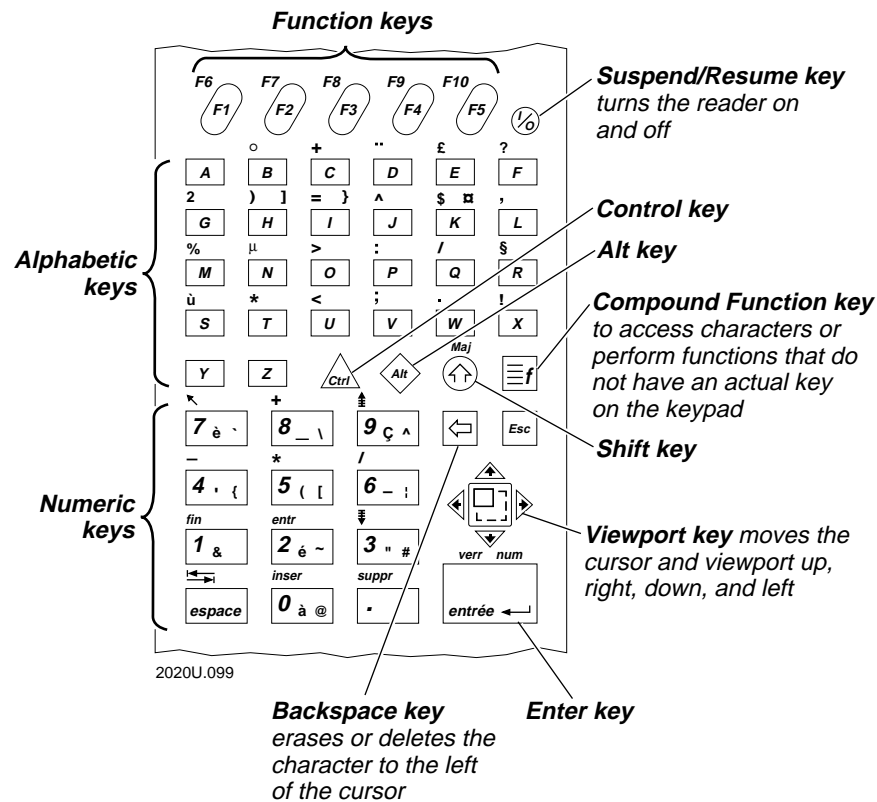 Function keys
F6 F7 F8 F9 F10
F1 F2 F3 F4 F5
I/O
Suspend/Resume key
turns the reader on
and off
° + ¨ £ ?
A B C D E F
2 ) ] = } ^ $ ¤ ,
G H I J K L
Control key
% µ > : / §
M N O P Q R
Alt key
Alphabetic
keys
ù * < ; . !
S T U V W X
Compound Function key
to access characters or
perform functions that do
not have an actual key
on the keypad
Maj
Y Z Ctrl Alt f
+
7 è ` 8 _ \ 9 Ç ^ Esc
Shift key
– * /
4 ' { 5 ( [ 6 – ¦
Numeric
keys
fin entr
1 & 2 é ~ 3 " #
Viewport key moves the
cursor and viewport up,
right, down, and left
verr num
inser suppr
espace 0 à @ . entrée
2020U.099
Backspace key
erases or deletes the
character to the left
of the cursor
Enter key